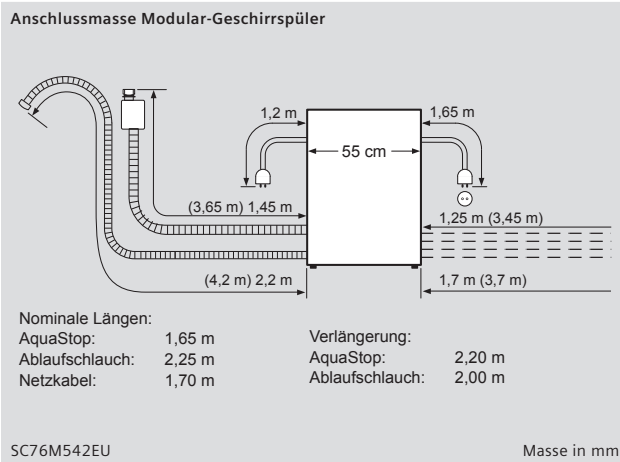 Anschlussmasse Modular-Geschirrspüler
1,2 m
1,65 m
55 cm
(3,65 m) 1,45 m
1,25 m (3,45 m)
(4,2 m) 2,2 m
1,7 m (3,7 m)
Nominale Längen:
AquaStop: 1,65 m
Ablaufschlauch: 2,25 m
Netzkabel: 1,70 m
Verlängerung:
AquaStop: 2,20 m
Ablaufschlauch: 2,00 m
SC76M542EU
Masse in mm